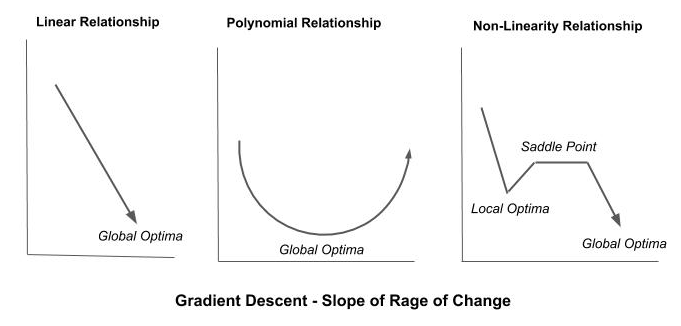 Linear Relationship
Polynomial Relationship
Non-Linearity Relationship
Global Optima
Global Optima
Saddle Point
Local Optima
Global Optima
Gradient Descent - Slope of Rage of Change